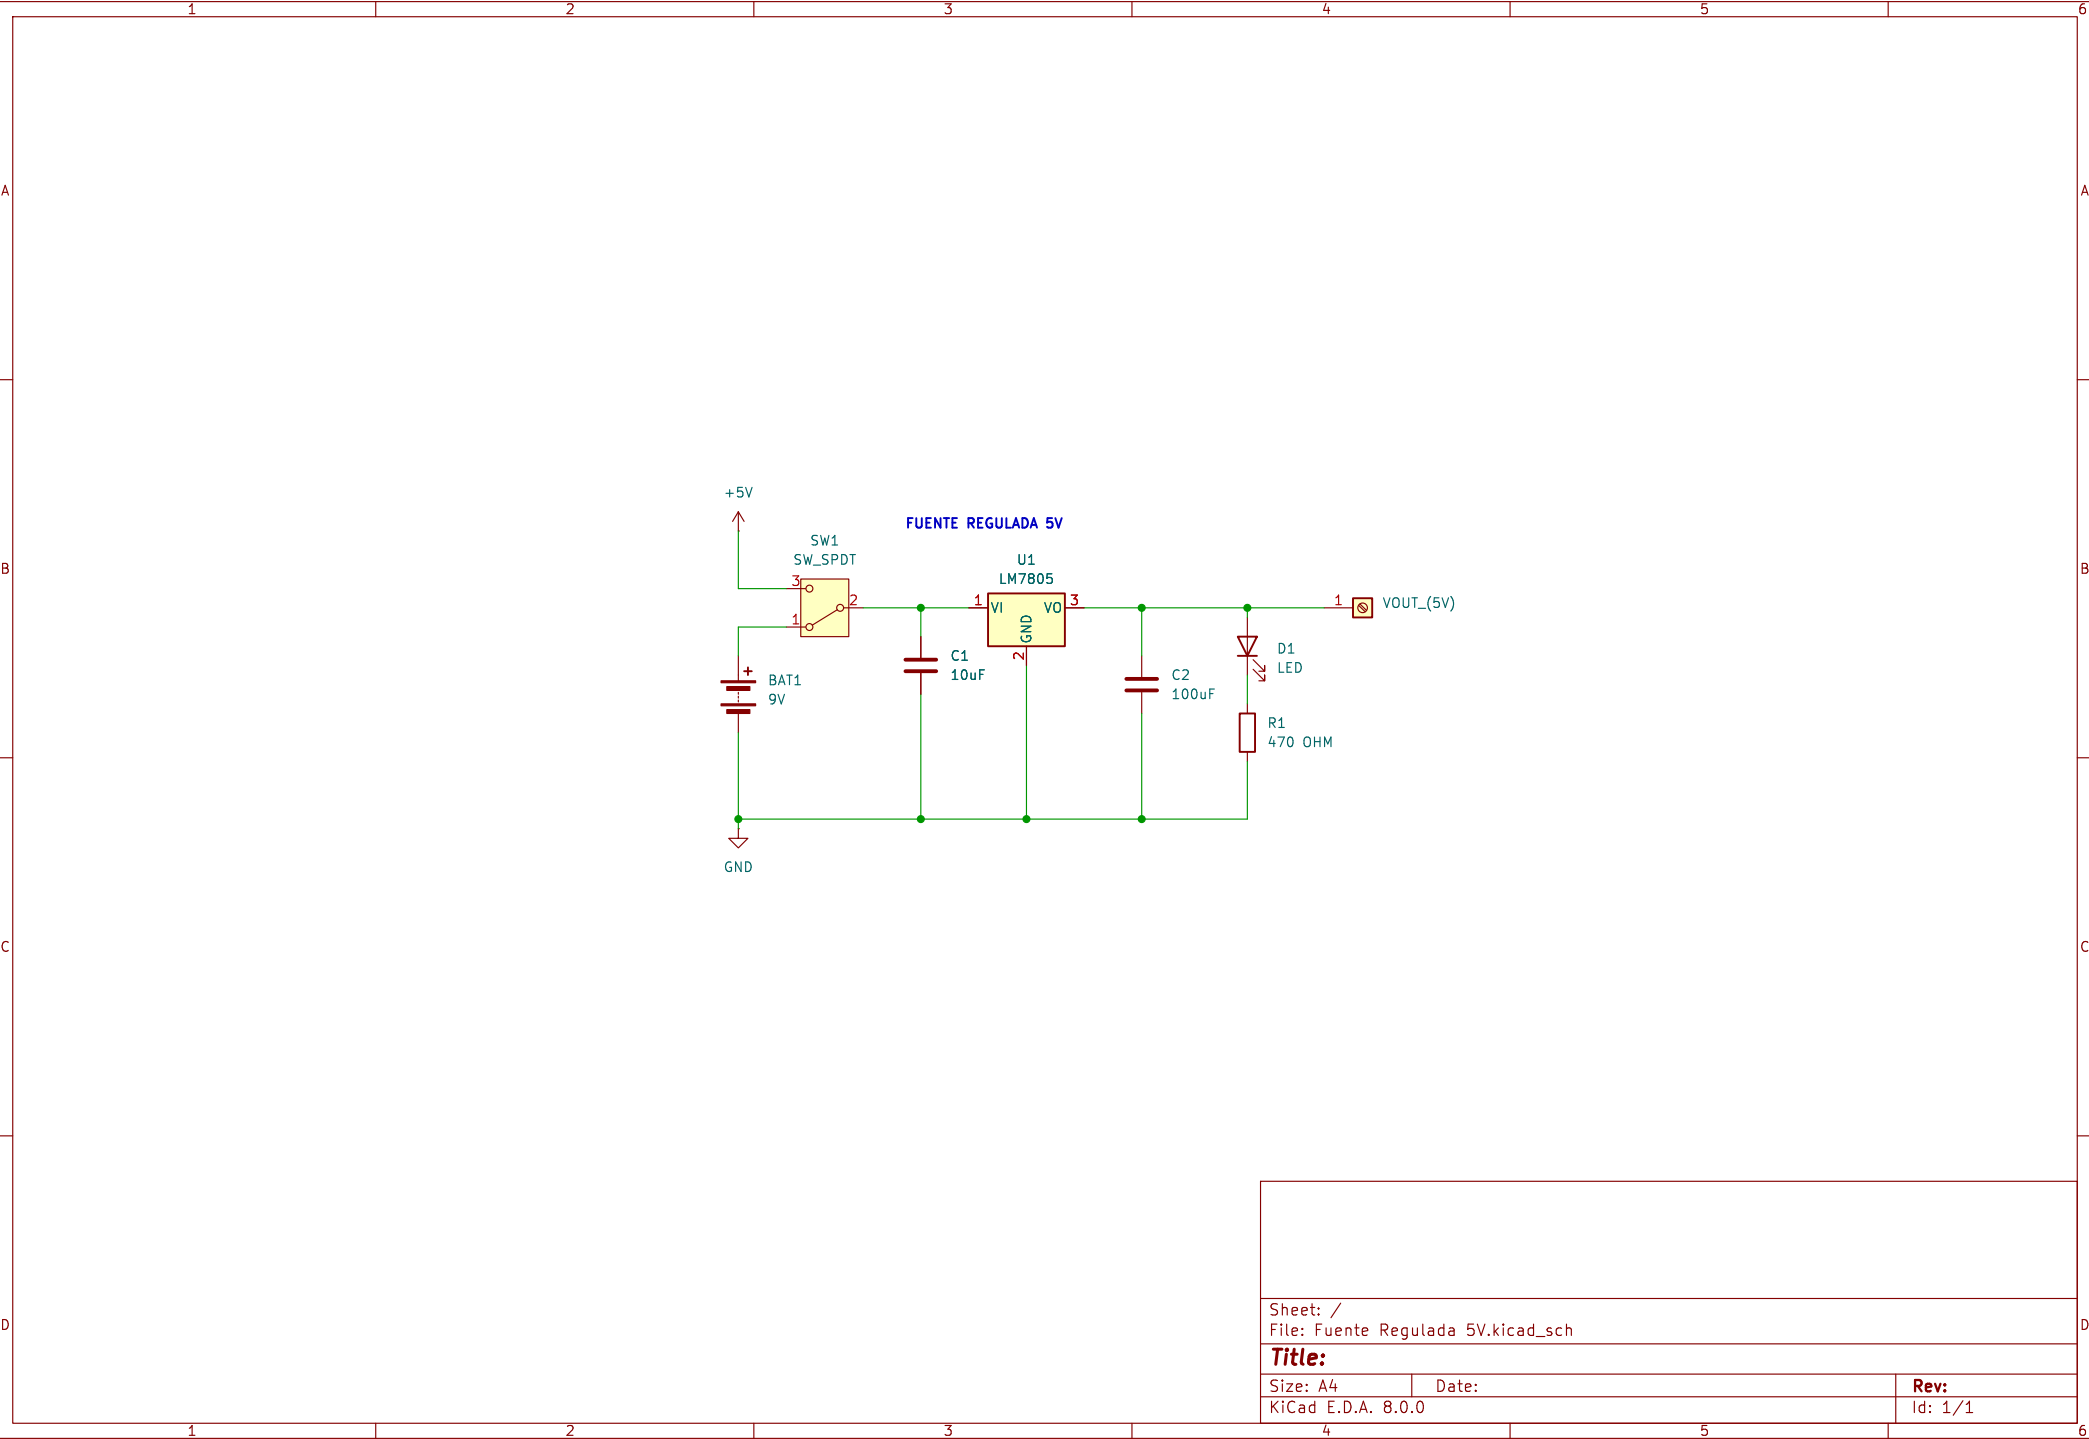 1 2 3 4 5 6
A A
+5V
FUENTE REGULADA 5V
SW1
SW_SPDT
U1
LM7805
B B
3
2
1
1 VI VO 3
GND
2
1 VOUT_(5V)
C1
10uF
D1
LED
+
BAT1
9V
C2
100uF
R1
470 OHM
GND
C C
Sheet: /
File: Fuente Regulada 5V.kicad_sch
D D
Title:
Size: A4 Date: Rev:
KiCad E.D.A. 8.0.0 Id: 1/1
1 2 3 4 5 6